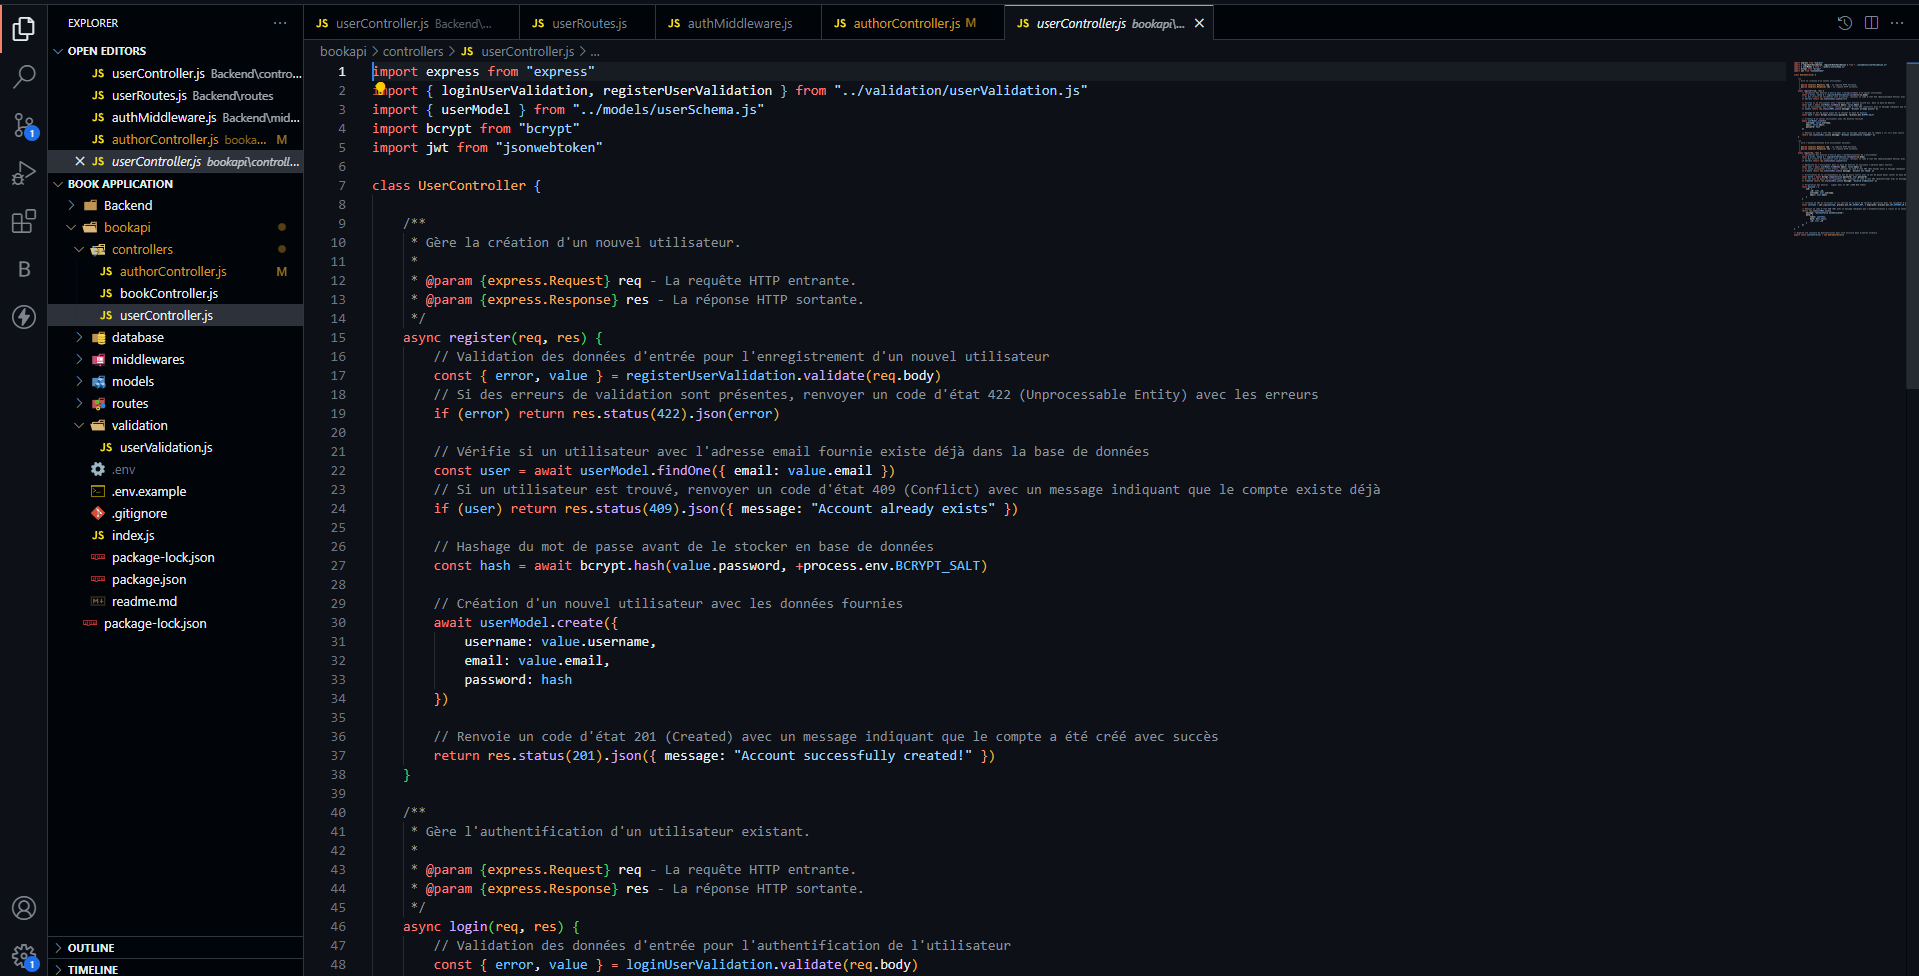 EXPLORER
OPEN EDITORS
JS userController.js Backend\contro...
JS userRoutes.js Backend\routes
JS authMiddleware.js Backend\mid...
JS authorController.js booka... M
JS userController.js bookapi\controll...
BOOK APPLICATION
Backend
bookapi
controllers
JS authorController.js M
JS bookController.js
JS userController.js
database
middlewares
models
routes
validation
JS userValidation.js
.env
.env.example
.gitignore
JS index.js
package-lock.json
package.json
readme.md
package-lock.json
OUTLINE
TIMELINE
JS userController.js Backend\... JS userRoutes.js JS authMiddleware.js JS authorController.js M JS userController.js bookapi\...
bookapi > controllers > JS userController.js > ...
1 import express from "express"
2 import { loginUserValidation, registerUserValidation } from "../validation/userValidation.js"
3 import { userModel } from "../models/userSchema.js"
4 import bcrypt from "bcrypt"
5 import jwt from "jsonwebtoken"
6
7 class UserController {
8
9 /**
10 * Gère la création d'un nouvel utilisateur.
11 *
12 * @param {express.Request} req - La requête HTTP entrante.
13 * @param {express.Response} res - La réponse HTTP sortante.
14 */
15 async register(req, res) {
16 // Validation des données d'entrée pour l'enregistrement d'un nouvel utilisateur
17 const { error, value } = registerUserValidation.validate(req.body)
18 // Si des erreurs de validation sont présentes, renvoyer un code d'état 422 (Unprocessable Entity) avec les erreurs
19 if (error) return res.status(422).json(error)
20
21 // Vérifie si un utilisateur avec l'adresse email fournie existe déjà dans la base de données
22 const user = await userModel.findOne({ email: value.email })
23 // Si un utilisateur est trouvé, renvoyer un code d'état 409 (Conflict) avec un message indiquant que le compte existe déjà
24 if (user) return res.status(409).json({ message: "Account already exists" })
25
26 // Hashage du mot de passe avant de le stocker en base de données
27 const hash = await bcrypt.hash(value.password, +process.env.BCRYPT_SALT)
28
29 // Création d'un nouvel utilisateur avec les données fournies
30 await userModel.create({
31 username: value.username,
32 email: value.email,
33 password: hash
34 })
35
36 // Renvoie un code d'état 201 (Created) avec un message indiquant que le compte a été créé avec succès
37 return res.status(201).json({ message: "Account successfully created!" })
38 }
39
40 /**
41 * Gère l'authentification d'un utilisateur existant.
42 *
43 * @param {express.Request} req - La requête HTTP entrante.
44 * @param {express.Response} res - La réponse HTTP sortante.
45 */
46 async login(req, res) {
47 // Validation des données d'entrée pour l'authentification de l'utilisateur
48 const { error, value } = loginUserValidation.validate(req.body)